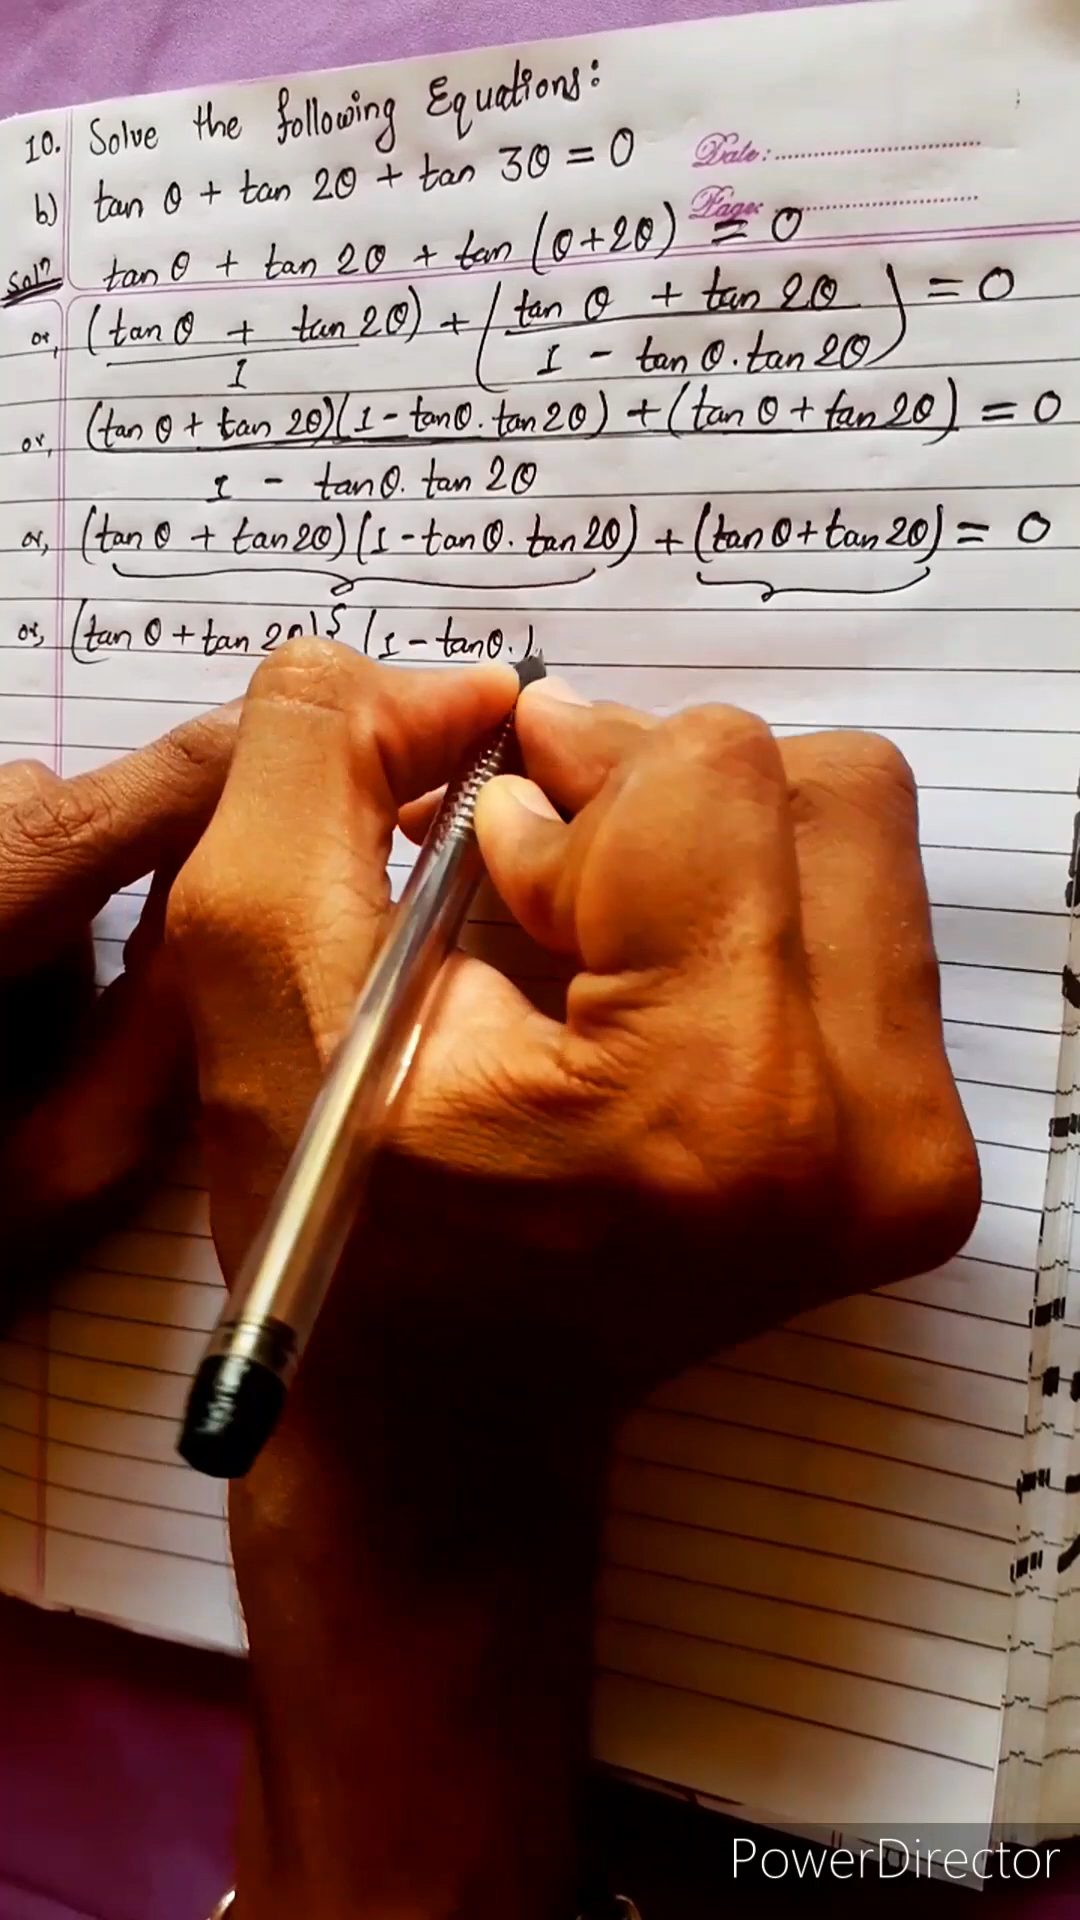 10. Solve the following Equations:
b) tan θ + tan 2θ + tan 3θ = 0
Date:
Page:
Solⁿ tan θ + tan 2θ + tan (θ+2θ) = 0
or, (tan θ + tan 2θ) + (tan θ + tan 2θ) = 0
1 1 - tan θ . tan 2θ
or, (tan θ + tan 2θ)(1 - tanθ . tan 2θ) + (tan θ + tan 2θ) = 0
1 - tanθ. tan 2θ
or, (tan θ + tan 2θ)(1 - tan θ. tan 2θ) + (tan θ + tan 2θ) = 0
or, (tan θ + tan 2θ){(1 - tanθ.
PowerDirector